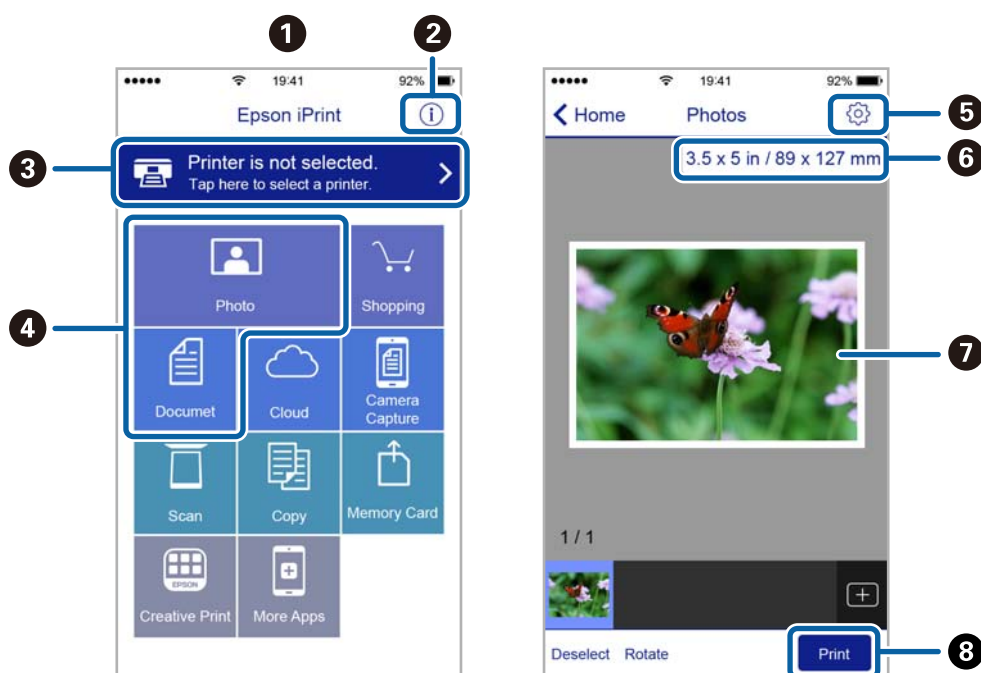 1
2
19:41
92%
Epson iPrint
3
Printer is not selected.
Tap here to select a printer.
4
Photo
Shopping
Documet
Cloud
Camera
Capture
Scan
Copy
Memory Card
EPSON
Creative Print
More Apps
19:41
92%
Home
Photos
5
3.5 x 5 in / 89 x 127 mm
6
7
1 / 1
Deselect
Rotate
Print
8